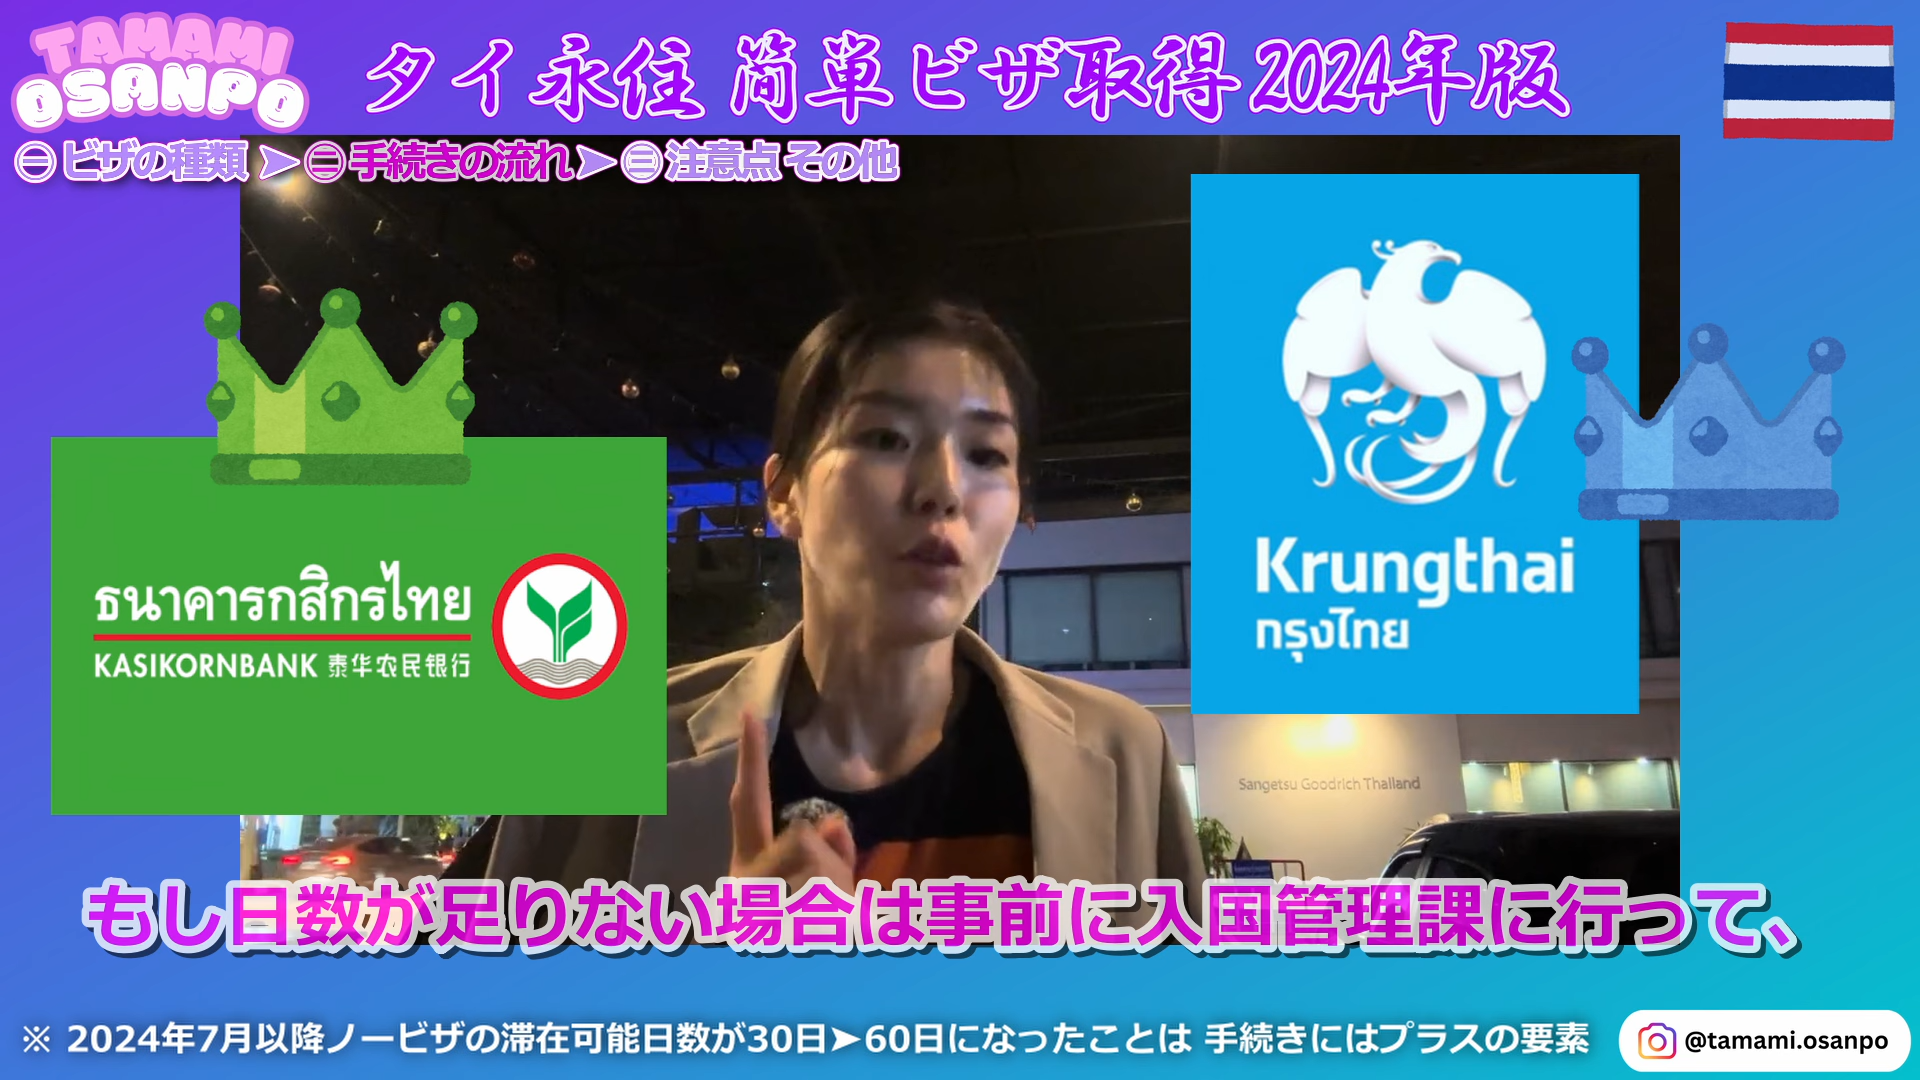 TAMAMI
OSANPO
タイ永住 簡単ビザ取得 2024年版
㊀ ビザの種類 ➤ ㊁ 手続きの流れ ➤ ㊂ 注意点 その他
ธนาคารกสิกรไทย
KASIKORNBANK 泰华农民银行
Krungthai
กรุงไทย
Sangetsu Goodrich Thailand
もし日数が足りない場合は事前に入国管理課に行って、
※ 2024年7月以降ノービザの滞在可能日数が30日➤60日になったことは 手続きにはプラスの要素
@tamami.osanpo